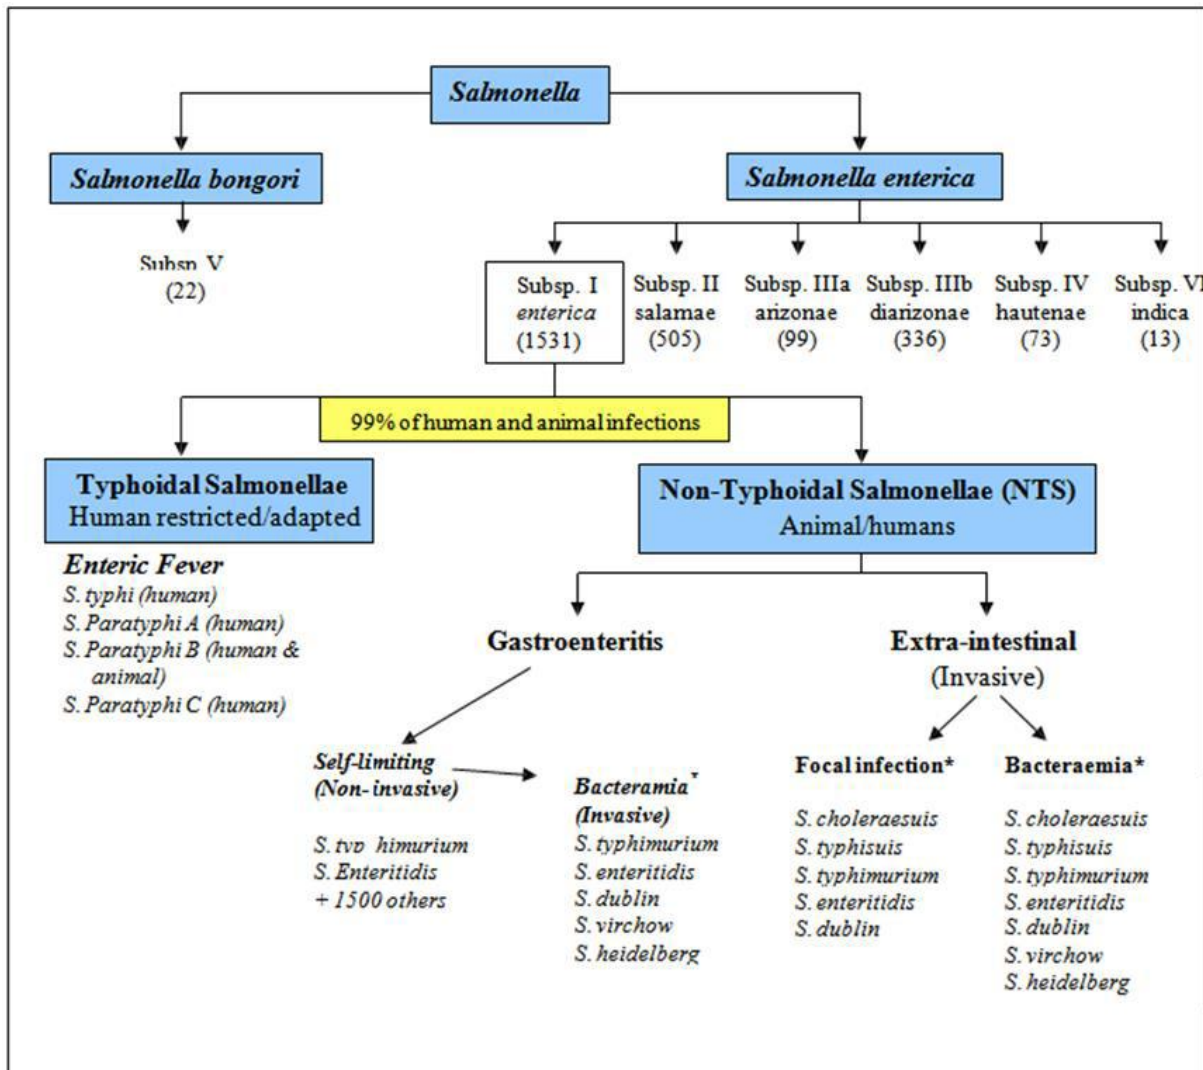 Salmonella
Salmonella bongori
Salmonella enterica
Subsp V
(22)
Subsp. I
enterica
(1531)
Subsp. II
salamae
(505)
Subsp. IIIa
arizonae
(99)
Subsp. IIIb
diarizonae
(336)
Subsp. IV
hautenae
(73)
Subsp. VI
indica
(13)
99% of human and animal infections
Typhoidal Salmonellae
Human restricted/adapted
Non-Typhoidal Salmonellae (NTS)
Animal/humans
Enteric Fever
S. typhi (human)
S. Paratyphi A (human)
S. Paratyphi B (human &
animal)
S. Paratyphi C (human)
Gastroenteritis
Extra-intestinal
(Invasive)
Self-limiting
(Non- invasive)
S. typ himurium
S. Enteritidis
+ 1500 others
Bacteramia*
(Invasive)
S. typhimurium
S. enteritidis
S. dublin
S. virchow
S. heidelberg
Focal infection*
S. choleraesuis
S. typhisuis
S. typhimurium
S. enteritidis
S. dublin
Bacteraemia*
S. choleraesuis
S. typhisuis
S. typhimurium
S. enteritidis
S. dublin
S. virchow
S. heidelberg